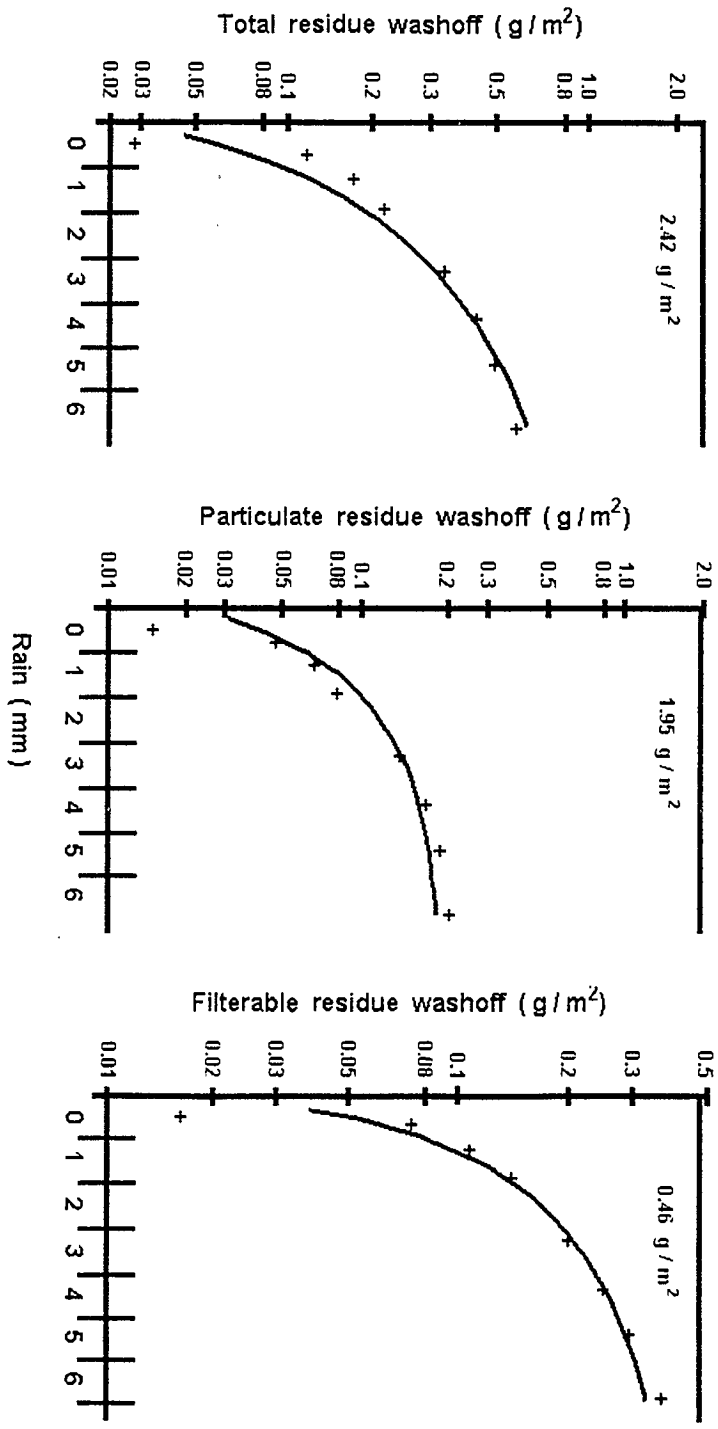 Total residue washoff (g/m²)
0.02 0.03 0.05 0.08 0.1 0.2 0.3 0.5 0.8 1.0 2.0
2.42 g/m²
0 1 2 3 4 5 6
Particulate residue washoff (g/m²)
0.01 0.02 0.03 0.05 0.08 0.1 0.2 0.3 0.5 0.8 1.0 2.0
1.95 g/m²
0 1 2 3 4 5 6
Rain (mm)
Filterable residue washoff (g/m²)
0.01 0.02 0.03 0.05 0.08 0.1 0.2 0.3 0.5
0.46 g/m²
0 1 2 3 4 5 6